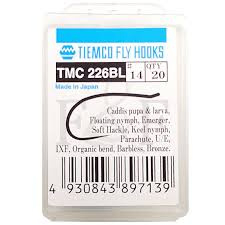 TIEMCO FLY HOOKS
TMC 226BL
Made in Japan
# QTY
14 20
Caddis pupa & larva,
Floating nymph, Emerger,
Soft Hackle, Keel nymph,
Parachute, U/E,
1XF, Organic bend, Barbless, Bronze.
4 930843 897139